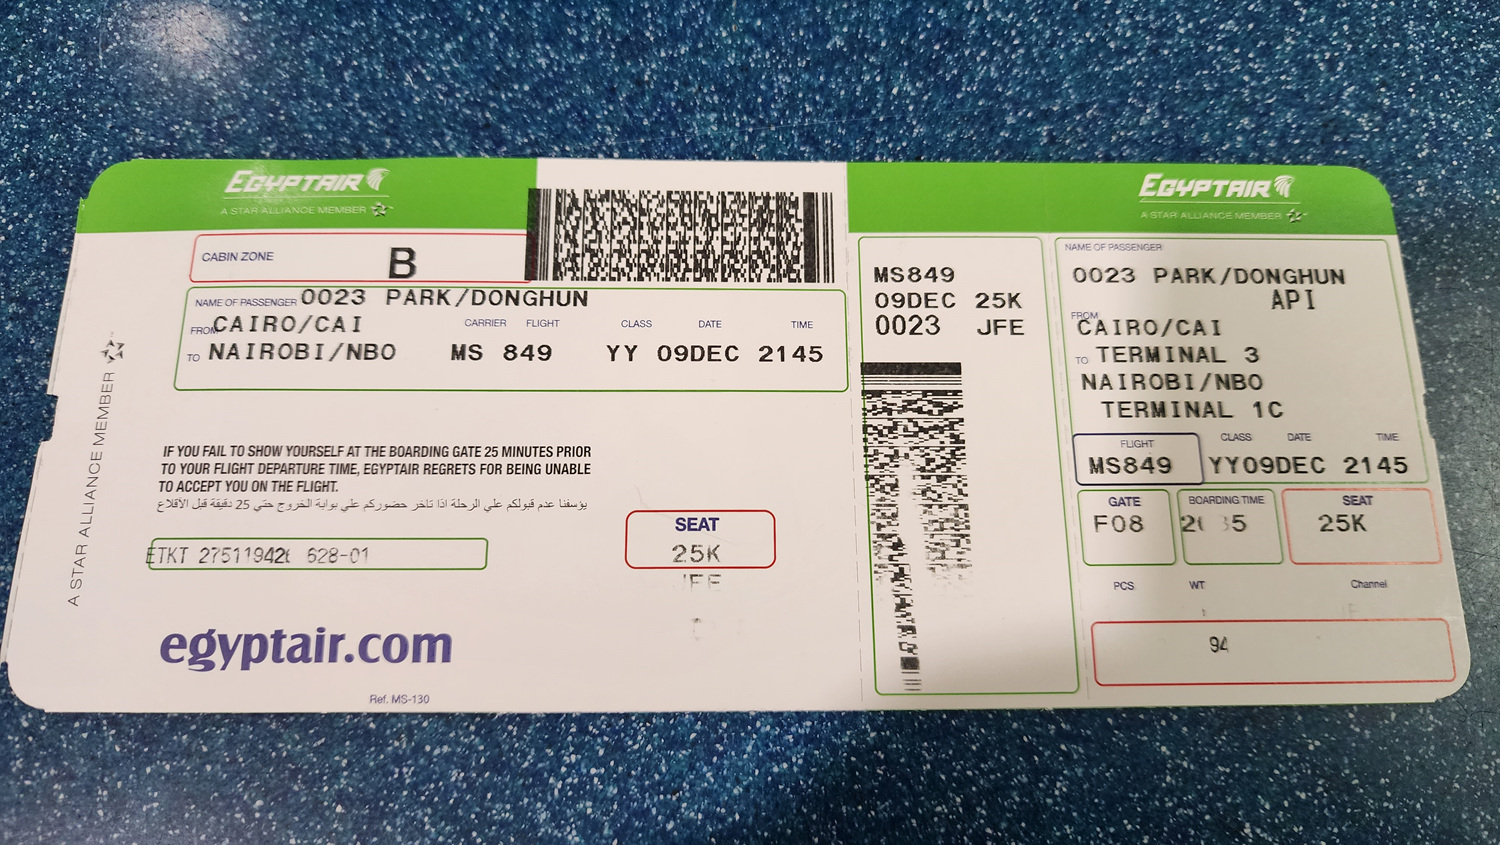 EGYPTAIR
A STAR ALLIANCE MEMBER
CABIN ZONE
B
NAME OF PASSENGER 0023 PARK/DONGHUN
FROM CAIRO/CAI CARRIER FLIGHT CLASS DATE TIME
TO NAIROBI/NBO MS 849 YY 09DEC 2145
A STAR ALLIANCE MEMBER
IF YOU FAIL TO SHOW YOURSELF AT THE BOARDING GATE 25 MINUTES PRIOR
TO YOUR FLIGHT DEPARTURE TIME, EGYPTAIR REGRETS FOR BEING UNABLE
TO ACCEPT YOU ON THE FLIGHT.
يؤسفنا عدم قبولكم علي الرحلة اذا تاخر حضوركم علي بوابة الخروج حتي 25 دقيقة قبل الأقلاع
SEAT
25K
ETKT 628-01
egyptair.com
Ref. MS-130
MS849
09DEC 25K
0023 JFE
EGYPTAIR
A STAR ALLIANCE MEMBER
NAME OF PASSENGER
0023 PARK/DONGHUN
API
FROM
CAIRO/CAI
TO TERMINAL 3
NAIROBI/NBO
TERMINAL 1C
FLIGHT CLASS DATE TIME
MS849 YY09DEC 2145
GATE BOARDING TIME SEAT
F08 25K
PCS WT Channel
94